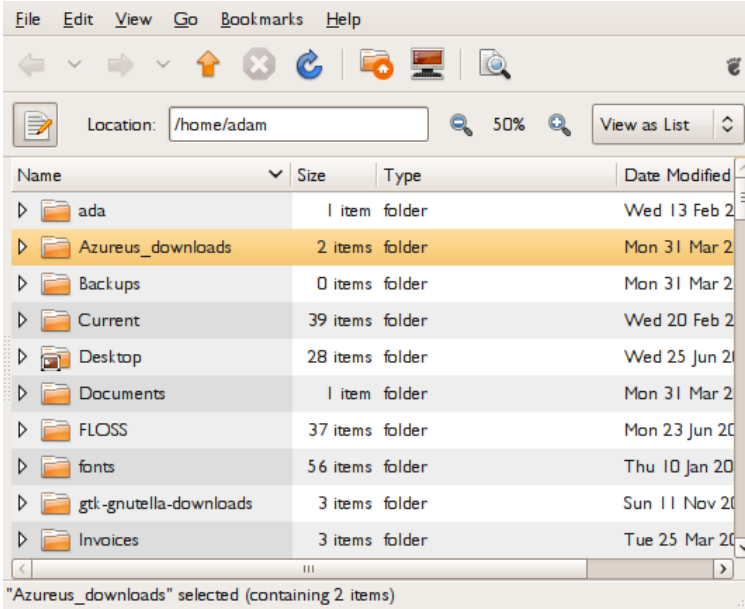 File Edit View Go Bookmarks Help
Location: /home/adam 50% View as List
Name Size Type Date Modified
ada 1 item folder Wed 13 Feb 2
Azureus_downloads 2 items folder Mon 31 Mar 2
Backups 0 items folder Mon 31 Mar 2
Current 39 items folder Wed 20 Feb 2
Desktop 28 items folder Wed 25 Jun 20
Documents 1 item folder Mon 31 Mar 2
FLOSS 37 items folder Mon 23 Jun 20
fonts 56 items folder Thu 10 Jan 20
gtk-gnutella-downloads 3 items folder Sun 11 Nov 20
Invoices 3 items folder Tue 25 Mar 20
"Azureus_downloads" selected (containing 2 items)